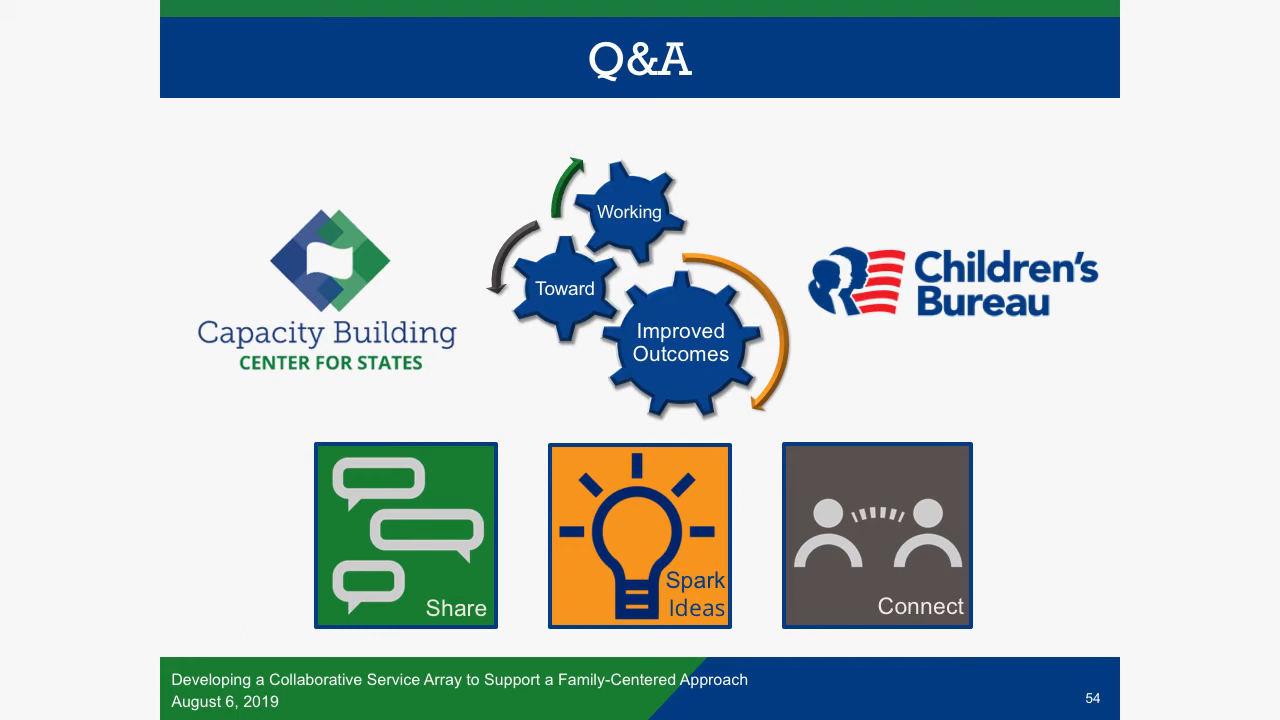 Q&A
Working
Toward
Improved
Outcomes
Capacity Building
CENTER FOR STATES
Children's
Bureau
Share
Spark
Ideas
Connect
Developing a Collaborative Service Array to Support a Family-Centered Approach
August 6, 2019
54